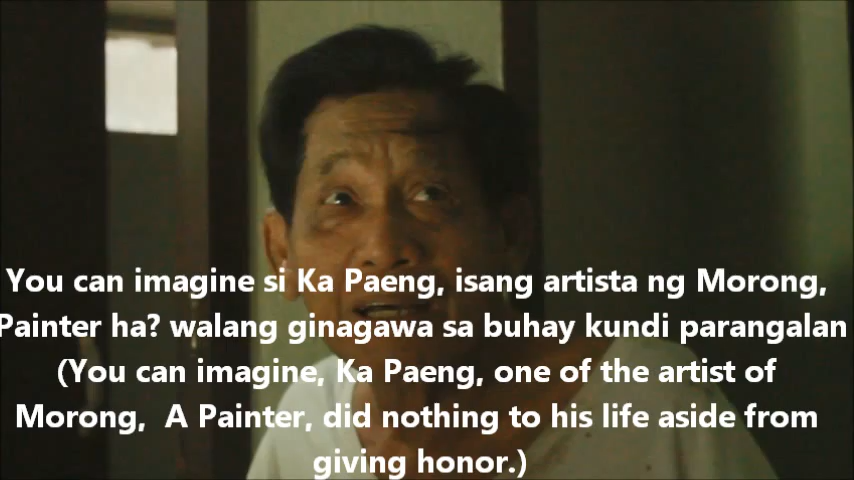 You can imagine si Ka Paeng, isang artista ng Morong,
Painter ha? walang ginagawa sa buhay kundi parangalan
(You can imagine, Ka Paeng, one of the artist of
Morong,  A Painter, did nothing to his life aside from
giving honor.)